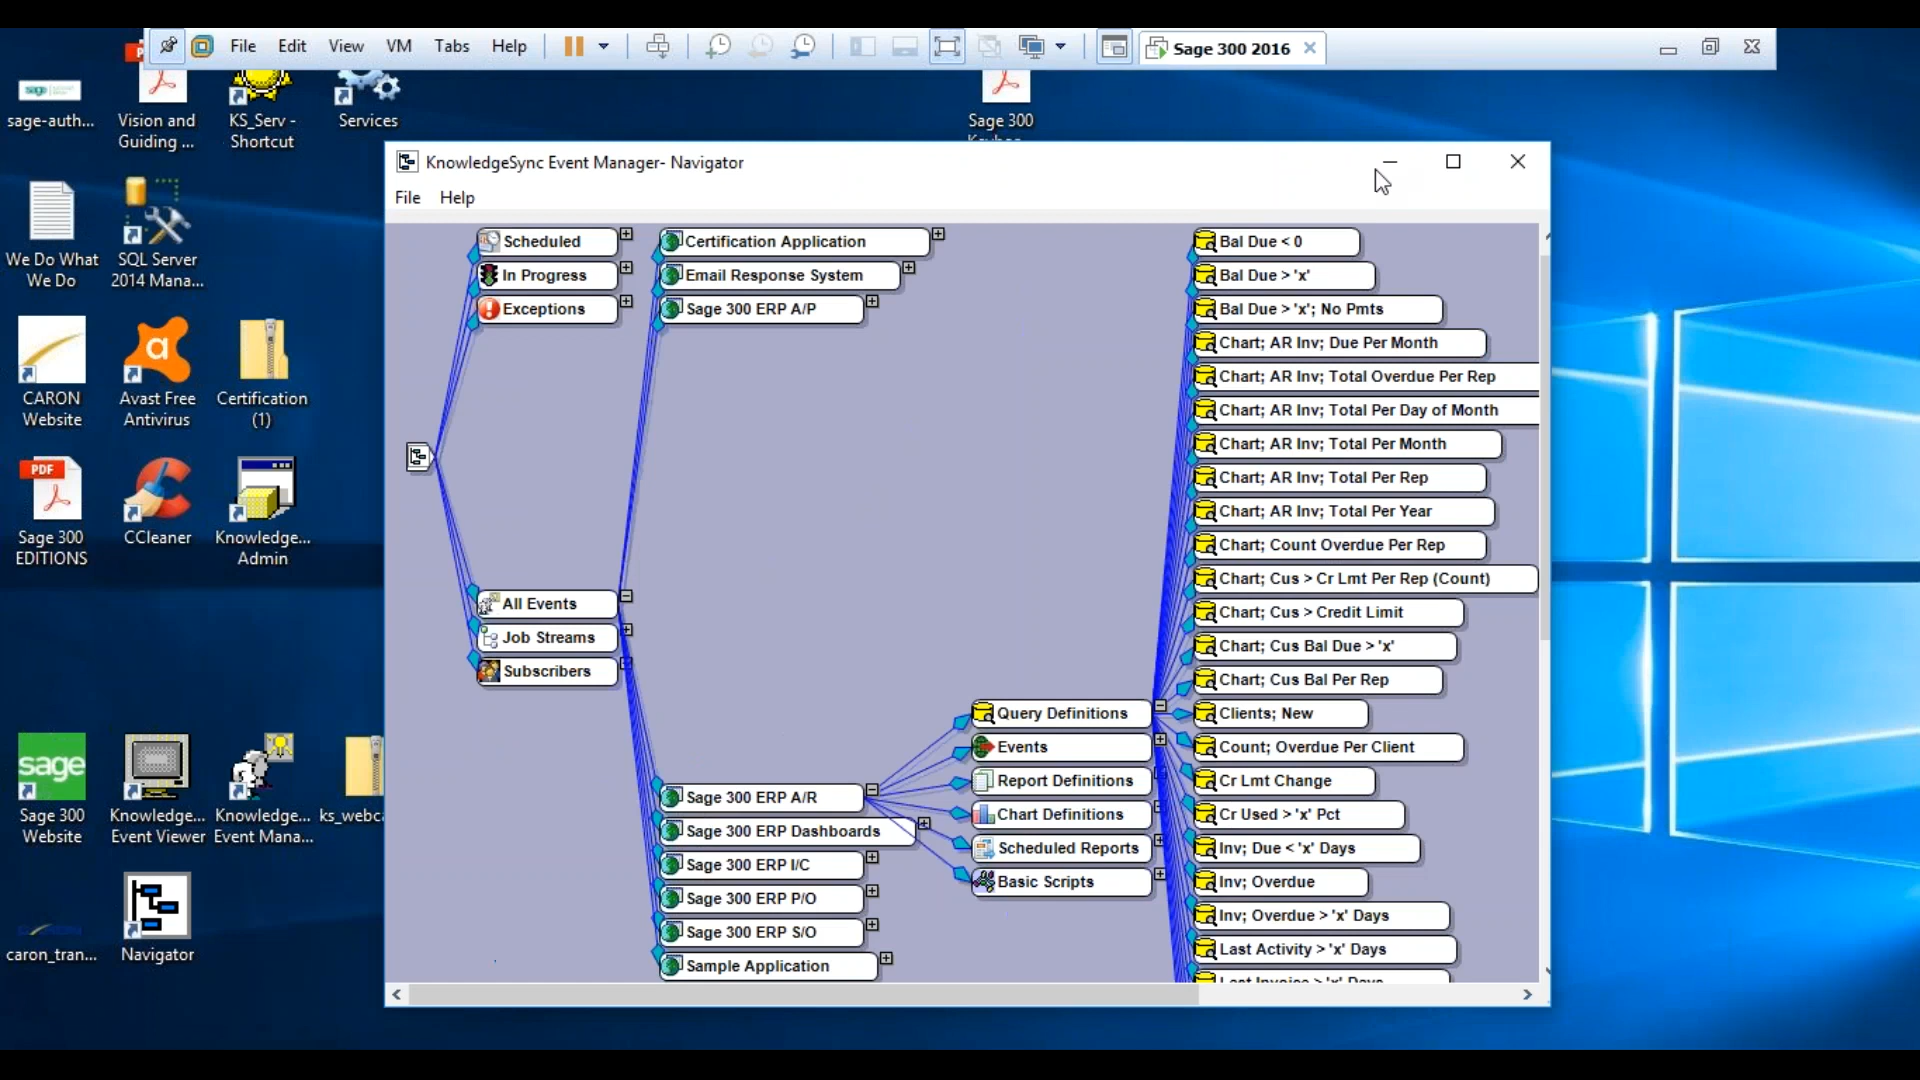 File Edit View VM Tabs Help
Sage 300 2016
sage-auth...
Vision and
Guiding ...
KS_Serv -
Shortcut
Services
Sage 300
We Do What
We Do
SQL Server
2014 Mana...
CARON
Website
Avast Free
Antivirus
Certification
(1)
PDF
Sage 300
EDITIONS
CCleaner
Knowledge...
Admin
sage
Sage 300
Website
Knowledge...
Event Viewer
Knowledge...
Event Mana...
ks_webca
caron_tran...
Navigator
KnowledgeSync Event Manager- Navigator
File Help
Scheduled
In Progress
Exceptions
All Events
Job Streams
Subscribers
Certification Application
Email Response System
Sage 300 ERP A/P
Sage 300 ERP A/R
Sage 300 ERP Dashboards
Sage 300 ERP I/C
Sage 300 ERP P/O
Sage 300 ERP S/O
Sample Application
Query Definitions
Events
Report Definitions
Chart Definitions
Scheduled Reports
Basic Scripts
Bal Due < 0
Bal Due > 'x'
Bal Due > 'x'; No Pmts
Chart; AR Inv; Due Per Month
Chart; AR Inv; Total Overdue Per Rep
Chart; AR Inv; Total Per Day of Month
Chart; AR Inv; Total Per Month
Chart; AR Inv; Total Per Rep
Chart; AR Inv; Total Per Year
Chart; Count Overdue Per Rep
Chart; Cus > Cr Lmt Per Rep (Count)
Chart; Cus > Credit Limit
Chart; Cus Bal Due > 'x'
Chart; Cus Bal Per Rep
Clients; New
Count; Overdue Per Client
Cr Lmt Change
Cr Used > 'x' Pct
Inv; Due < 'x' Days
Inv; Overdue
Inv; Overdue > 'x' Days
Last Activity > 'x' Days
Last Invoice > 'x' Days